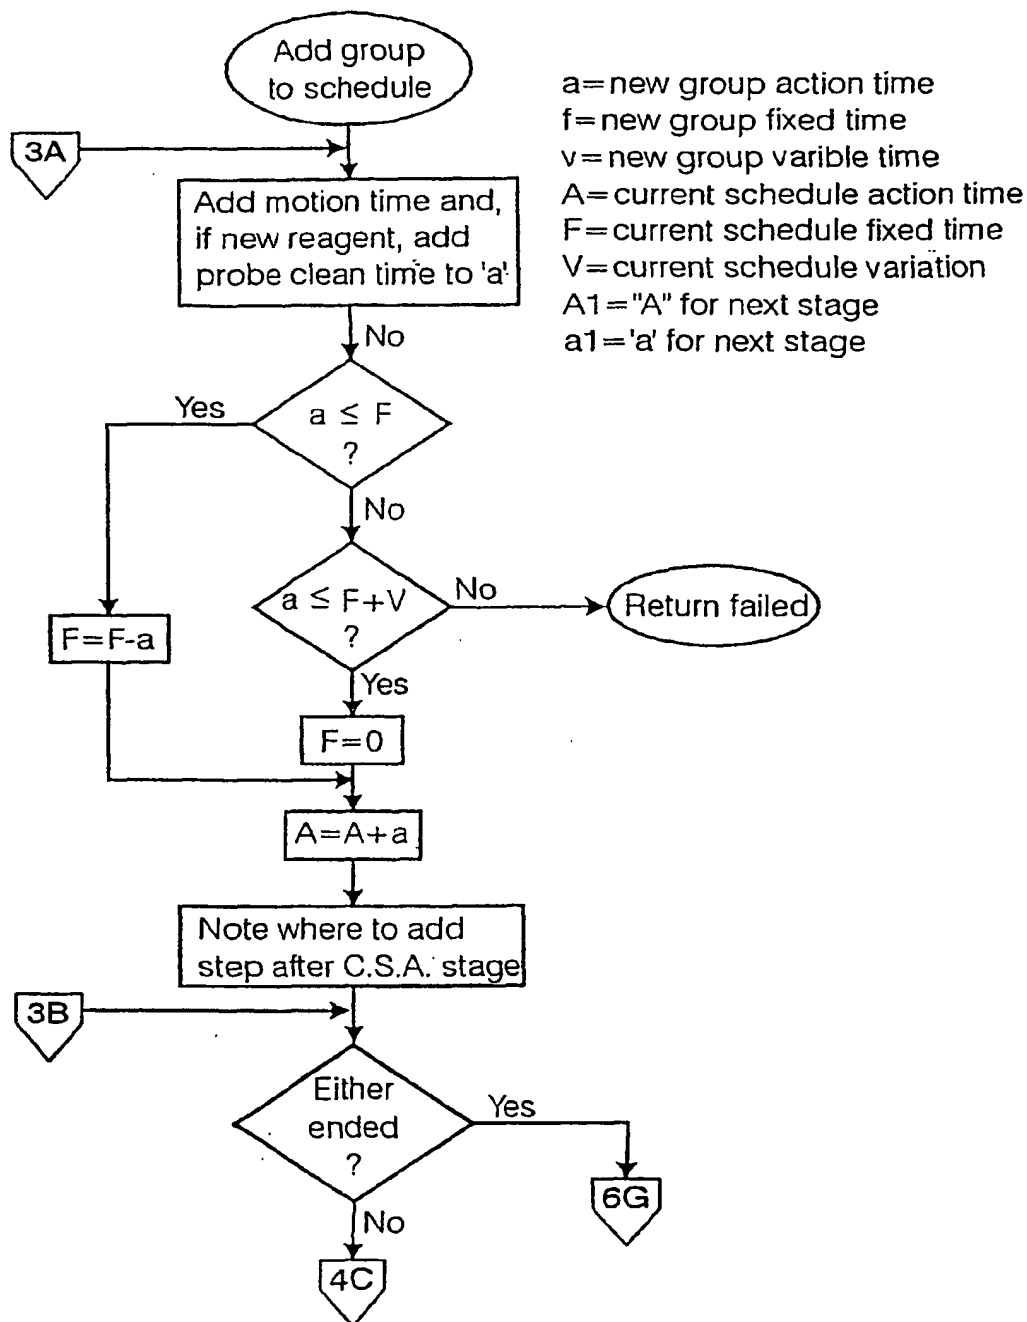 Add group
to schedule
a=new group action time
f=new group fixed time
v=new group varible time
A=current schedule action time
F=current schedule fixed time
V=current schedule variation
A1="A" for next stage
a1='a' for next stage
3A
Add motion time and,
if new reagent, add
probe clean time to 'a'
No
a ≤ F
?
Yes
No
a ≤ F+V
?
No
Return failed
F=F-a
Yes
F=0
A=A+a
Note where to add
step after C.S.A. stage
3B
Either
ended
?
Yes
6G
No
4C